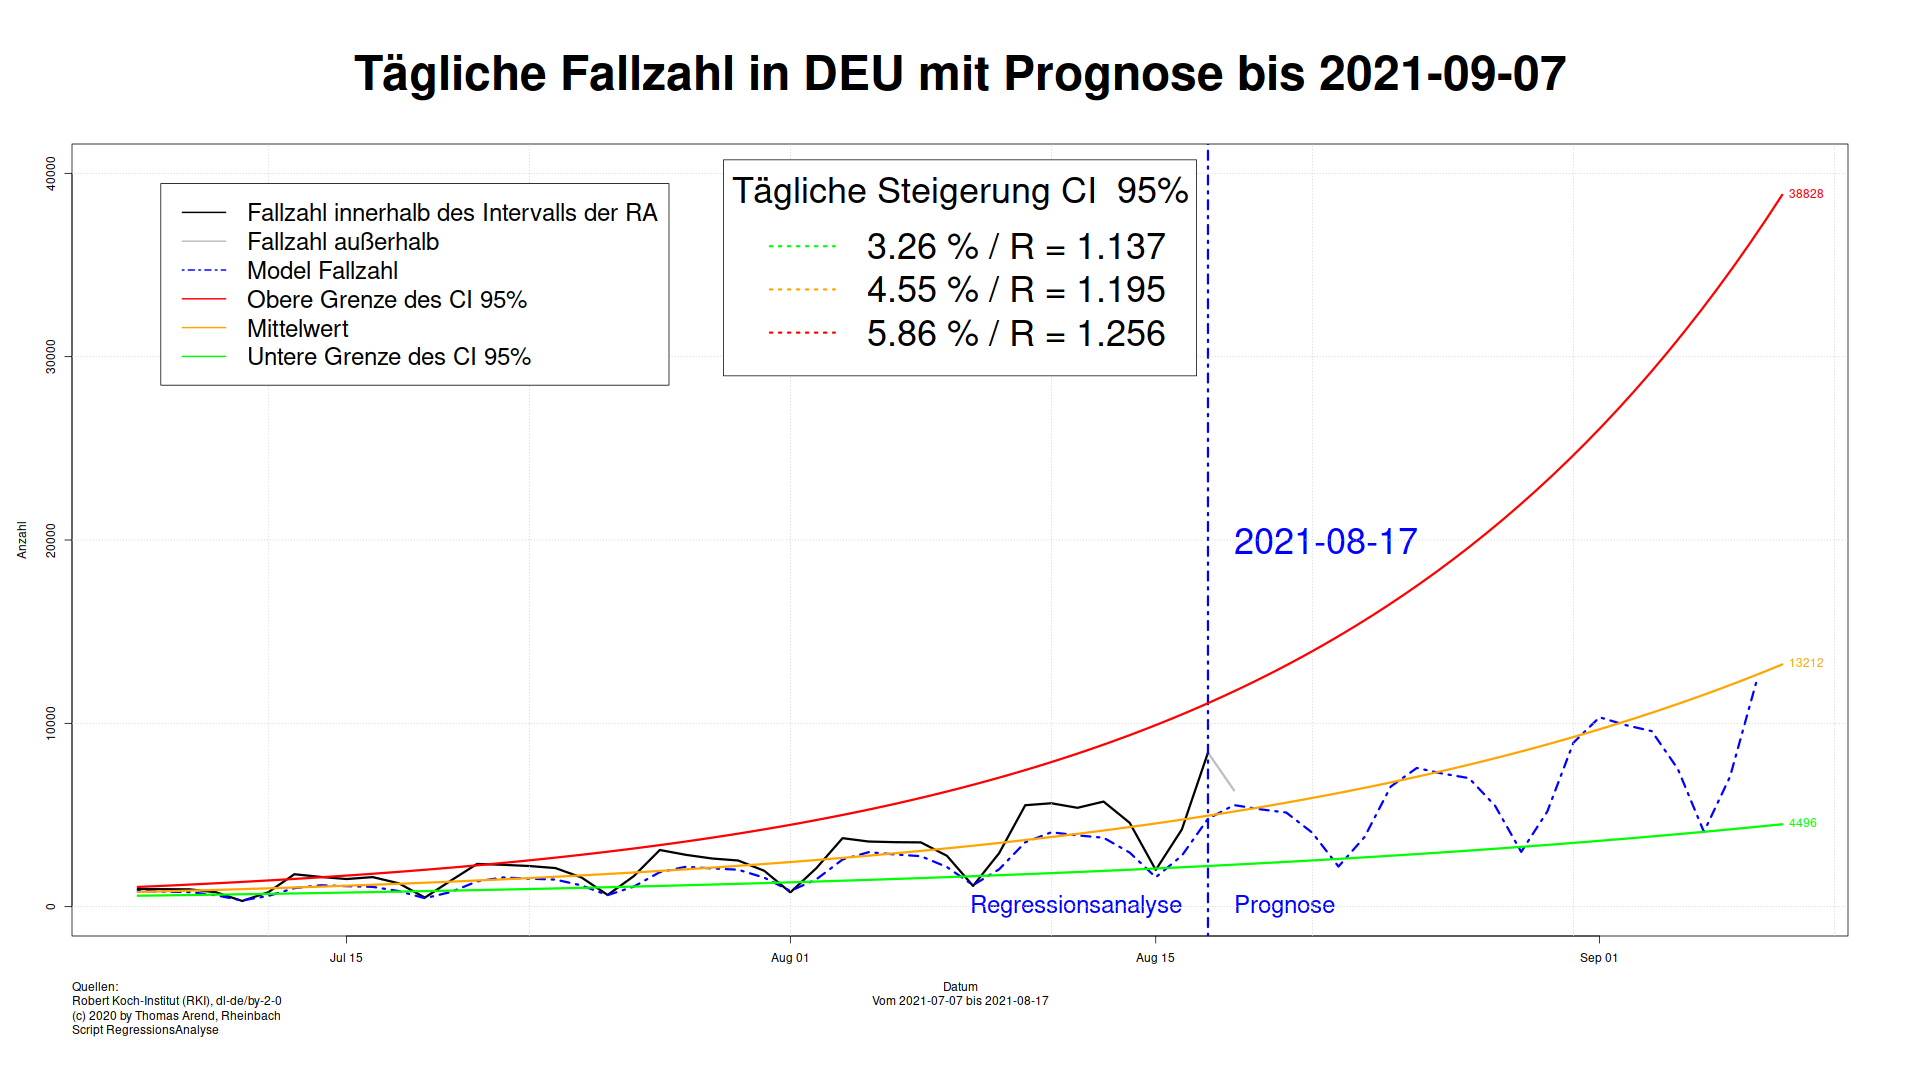 Tägliche Fallzahl in DEU mit Prognose bis 2021-09-07
Anzahl
40000
30000
20000
10000
0
Fallzahl innerhalb des Intervalls der RA
Fallzahl außerhalb
Model Fallzahl
Obere Grenze des CI 95%
Mittelwert
Untere Grenze des CI 95%
Tägliche Steigerung CI  95%
3.26 % / R = 1.137
4.55 % / R = 1.195
5.86 % / R = 1.256
38828
2021-08-17
13212
4496
Regressionsanalyse
Prognose
Jul 15
Aug 01
Aug 15
Sep 01
Datum
Vom 2021-07-07 bis 2021-08-17
Quellen:
Robert Koch-Institut (RKI), dl-de/by-2-0
(c) 2020 by Thomas Arend, Rheinbach
Script RegressionsAnalyse